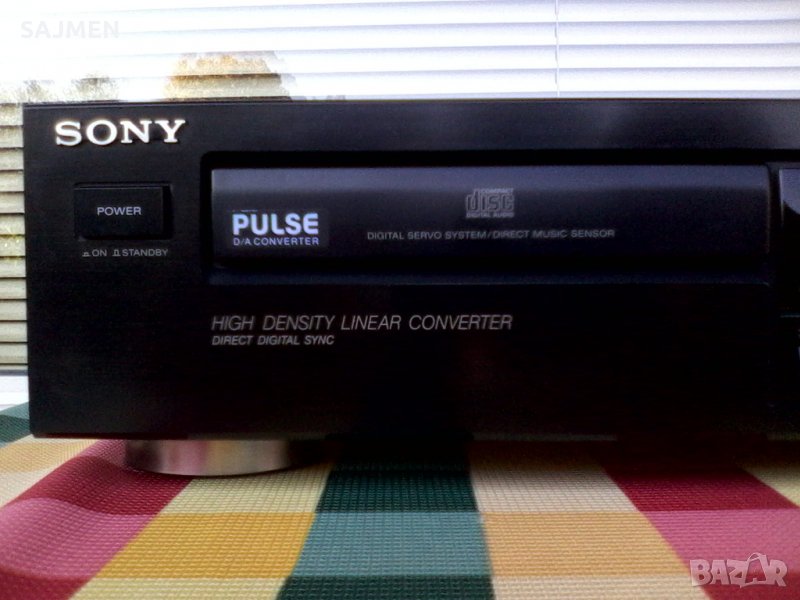 SAJMEN
SONY
POWER
ON STANDBY
PULSE
D/A CONVERTER
COMPACT
disc
DIGITAL AUDIO
DIGITAL SERVO SYSTEM/DIRECT MUSIC SENSOR
HIGH DENSITY LINEAR CONVERTER
DIRECT DIGITAL SYNC
BAZAR